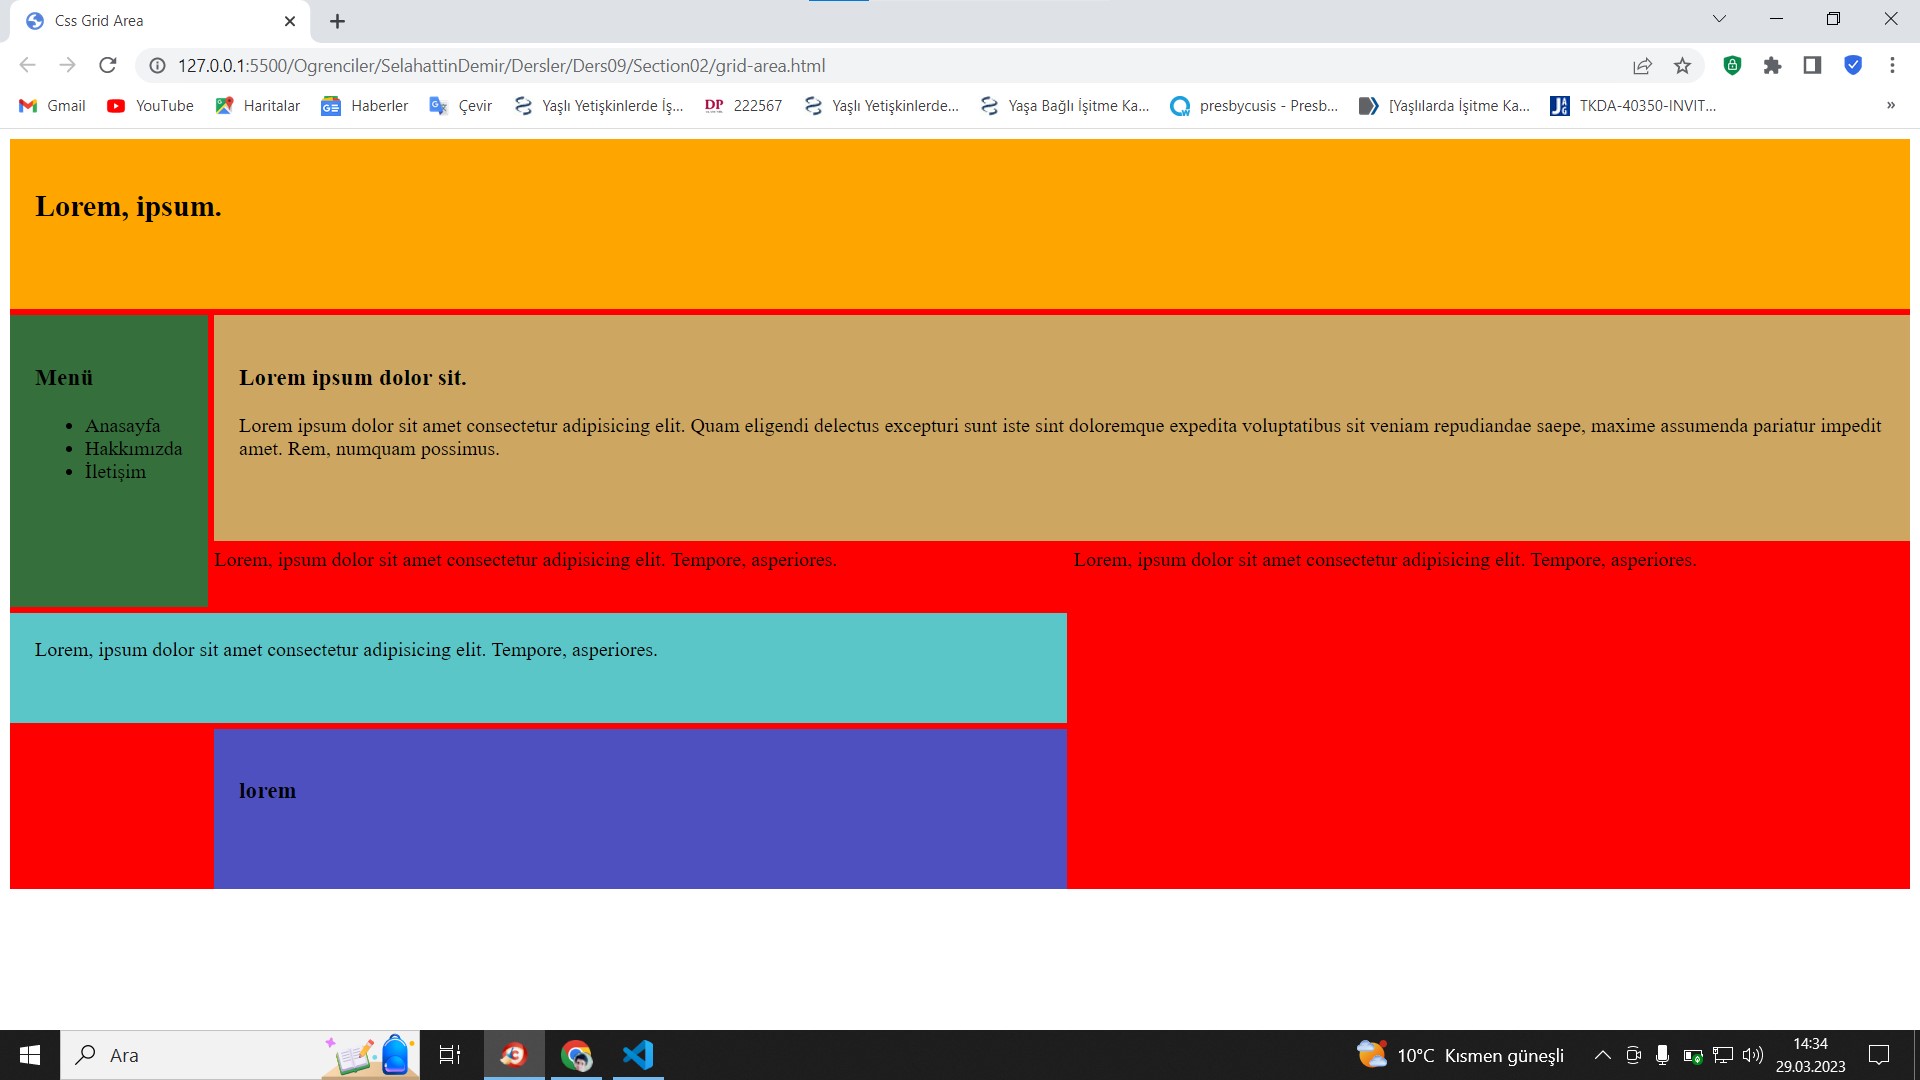 Css Grid Area
127.0.0.1:5500/Ogrenciler/SelahattinDemir/Dersler/Ders09/Section02/grid-area.html
Gmail YouTube Haritalar Haberler Çevir Yaşlı Yetişkinlerde İş... DP 222567 Yaşlı Yetişkinlerde... Yaşa Bağlı İşitme Ka... presbycusis - Presb... [Yaşlılarda İşitme Ka... TKDA-40350-INVIT... »
Lorem, ipsum.
Menü
Anasayfa
Hakkımızda
İletişim
Lorem ipsum dolor sit.
Lorem ipsum dolor sit amet consectetur adipisicing elit. Quam eligendi delectus excepturi sunt iste sint doloremque expedita voluptatibus sit veniam repudiandae saepe, maxime assumenda pariatur impedit
amet. Rem, numquam possimus.
Lorem, ipsum dolor sit amet consectetur adipisicing elit. Tempore, asperiores.
Lorem, ipsum dolor sit amet consectetur adipisicing elit. Tempore, asperiores.
Lorem, ipsum dolor sit amet consectetur adipisicing elit. Tempore, asperiores.
lorem
Ara
10°C Kısmen güneşli
14:34
29.03.2023